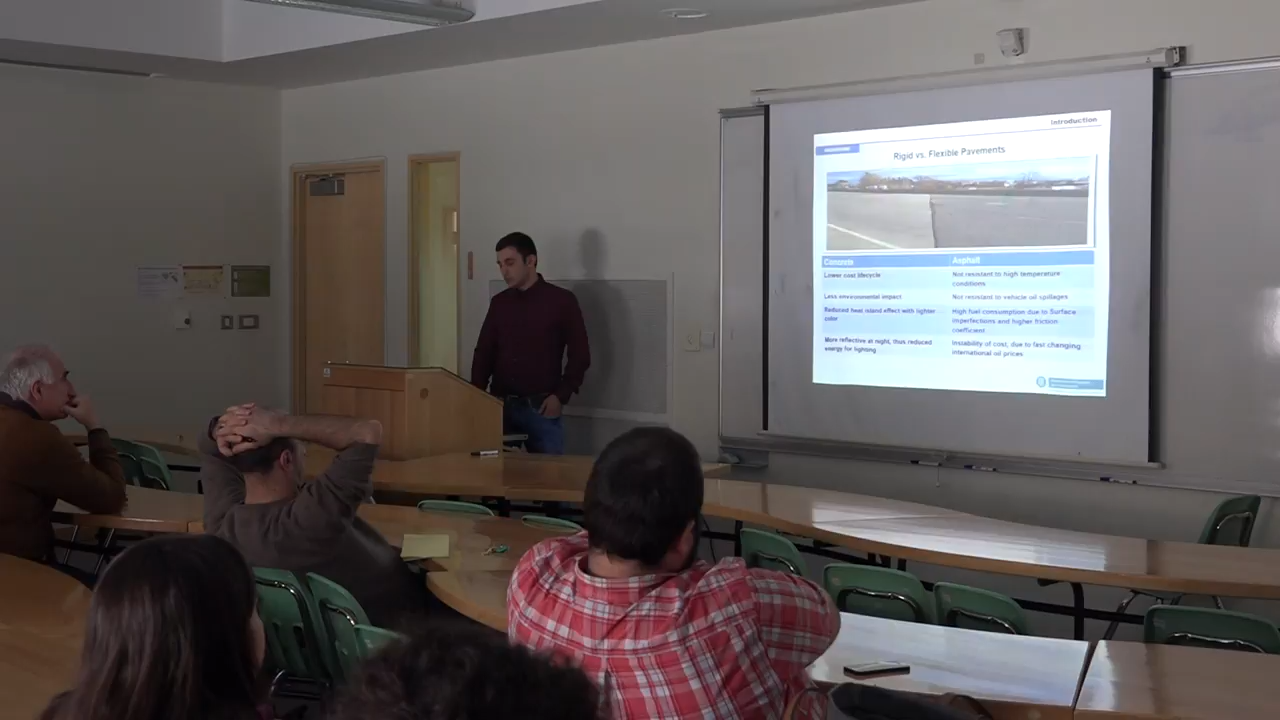 Introduction
Rigid vs. Flexible Pavements
Concrete
Asphalt
Lower cost lifecycle
Not resistant to high temperature
conditions
Less environmental impact
Not resistant to vehicle oil spillages
Reduced heat island effect with lighter
color
High fuel consumption due to Surface
imperfections and higher friction
coefficient
More reflective at night, thus reduced
energy for lighting
Instability of cost, due to fast changing
international oil prices